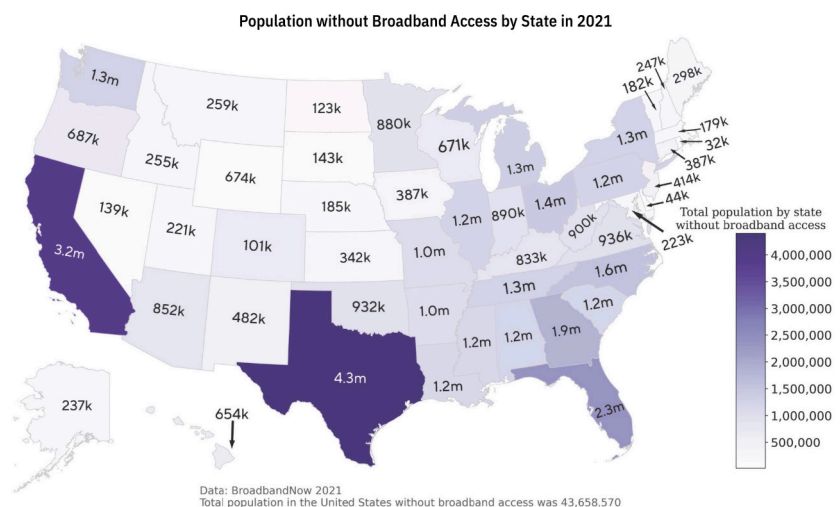 Population without Broadband Access by State in 2021
1.3m
259k
123k
880k
247k
182k
298k
687k
255k
674k
143k
671k
1.3m
1.3m
179k
32k
387k
139k
221k
101k
185k
387k
1.2m
890k
1.4m
1.2m
414k
44k
900k
936k
223k
3.2m
342k
1.0m
833k
1.6m
852k
482k
932k
1.0m
1.3m
1.2m
1.2m
1.2m
1.9m
4.3m
1.2m
2.3m
237k
654k
Total population by state
without broadband access
4,000,000
3,500,000
3,000,000
2,500,000
2,000,000
1,500,000
1,000,000
500,000
Data: BroadbandNow 2021
Total population in the United States without broadband access was 43,658,570